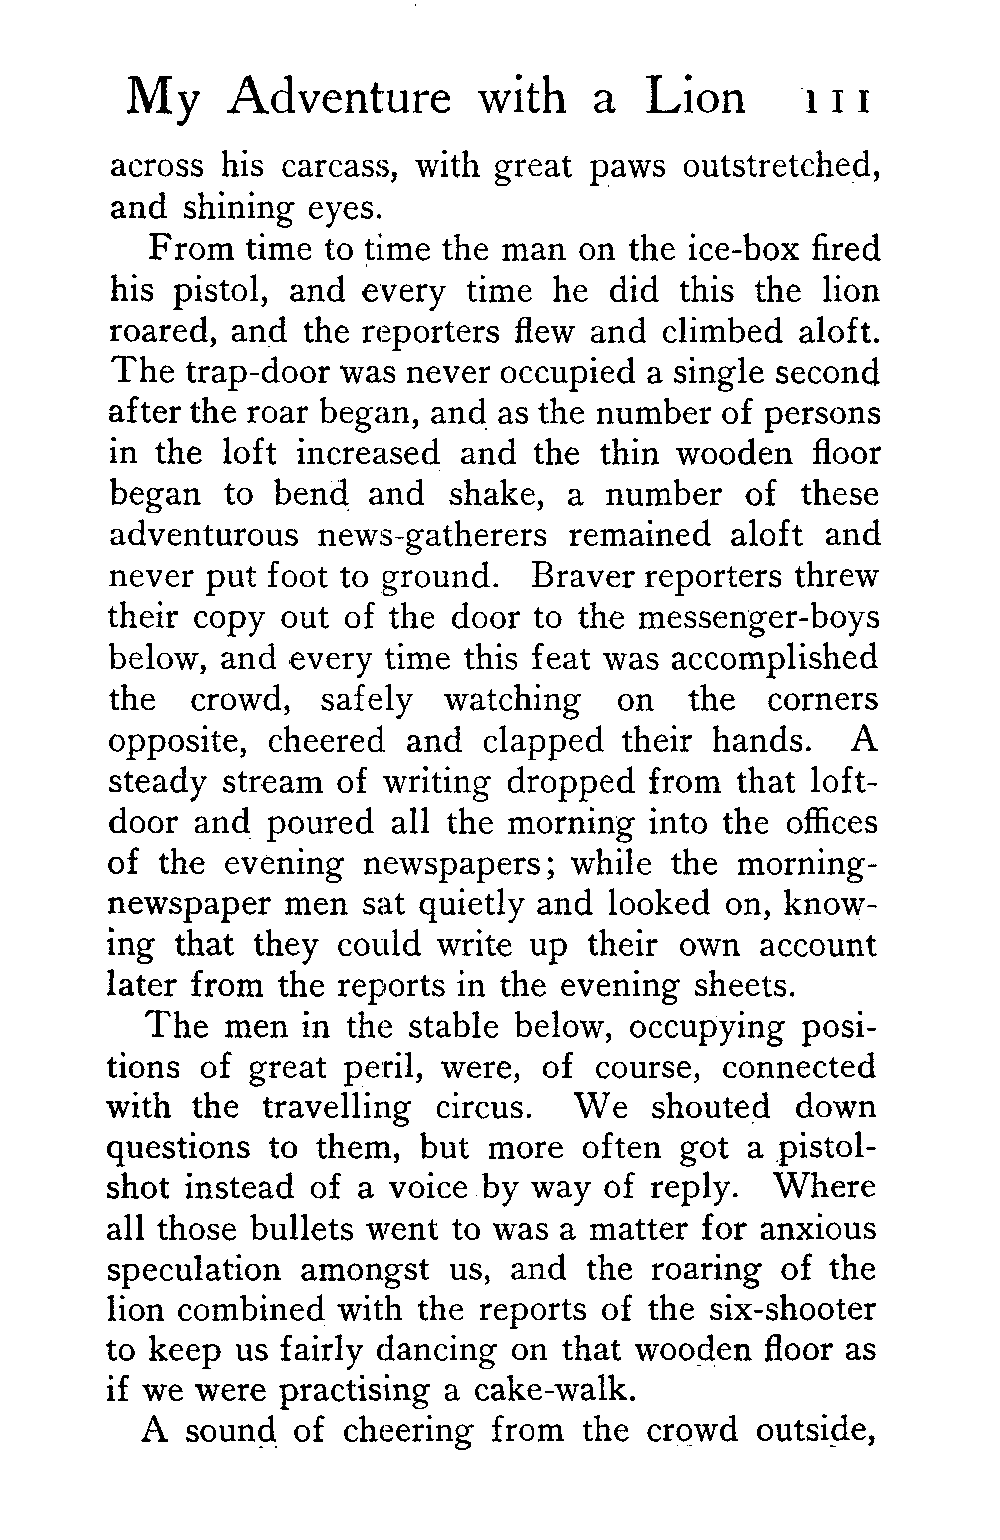 My Adventure with a Lion 111
across his carcass, with great paws outstretched,
and shining eyes.
From time to time the man on the ice-box fired
his pistol, and every time he did this the lion
roared, and the reporters flew and climbed aloft.
The trap-door was never occupied a single second
after the roar began, and as the number of persons
in the loft increased and the thin wooden floor
began to bend and shake, a number of these
adventurous news-gatherers remained aloft and
never put foot to ground. Braver reporters threw
their copy out of the door to the messenger-boys
below, and every time this feat was accomplished
the crowd, safely watching on the corners
opposite, cheered and clapped their hands. A
steady stream of writing dropped from that loft-
door and poured all the morning into the offices
of the evening newspapers; while the morning-
newspaper men sat quietly and looked on, know-
ing that they could write up their own account
later from the reports in the evening sheets.
The men in the stable below, occupying posi-
tions of great peril, were, of course, connected
with the travelling circus. We shouted down
questions to them, but more often got a pistol-
shot instead of a voice by way of reply. Where
all those bullets went to was a matter for anxious
speculation amongst us, and the roaring of the
lion combined with the reports of the six-shooter
to keep us fairly dancing on that wooden floor as
if we were practising a cake-walk.
A sound of cheering from the crowd outside,